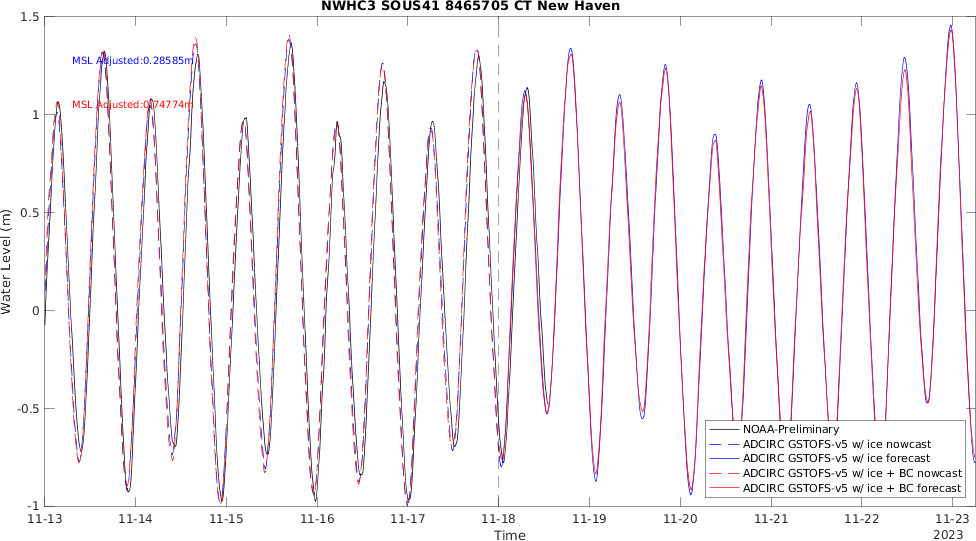 NWHC3 SOUS41 8465705 CT New Haven
1.5
1
0.5
0
-0.5
-1
Water Level (m)
MSL Adjusted:0.28585m
MSL Adjusted:0.74774m
NOAA-Preliminary
ADCIRC GSTOFS-v5 w/ ice nowcast
ADCIRC GSTOFS-v5 w/ ice forecast
ADCIRC GSTOFS-v5 w/ ice + BC nowcast
ADCIRC GSTOFS-v5 w/ ice + BC forecast
11-13 11-14 11-15 11-16 11-17 11-18 11-19 11-20 11-21 11-22 11-23
Time
2023